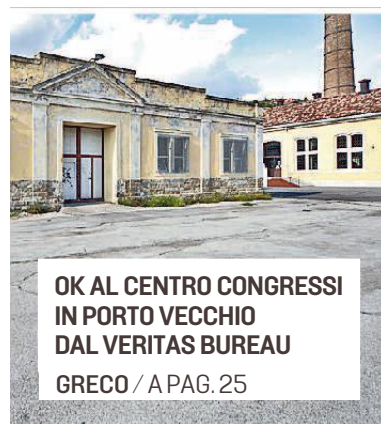 OK AL CENTRO CONGRESSI
IN PORTO VECCHIO
DAL VERITAS BUREAU
GRECO / A PAG. 25